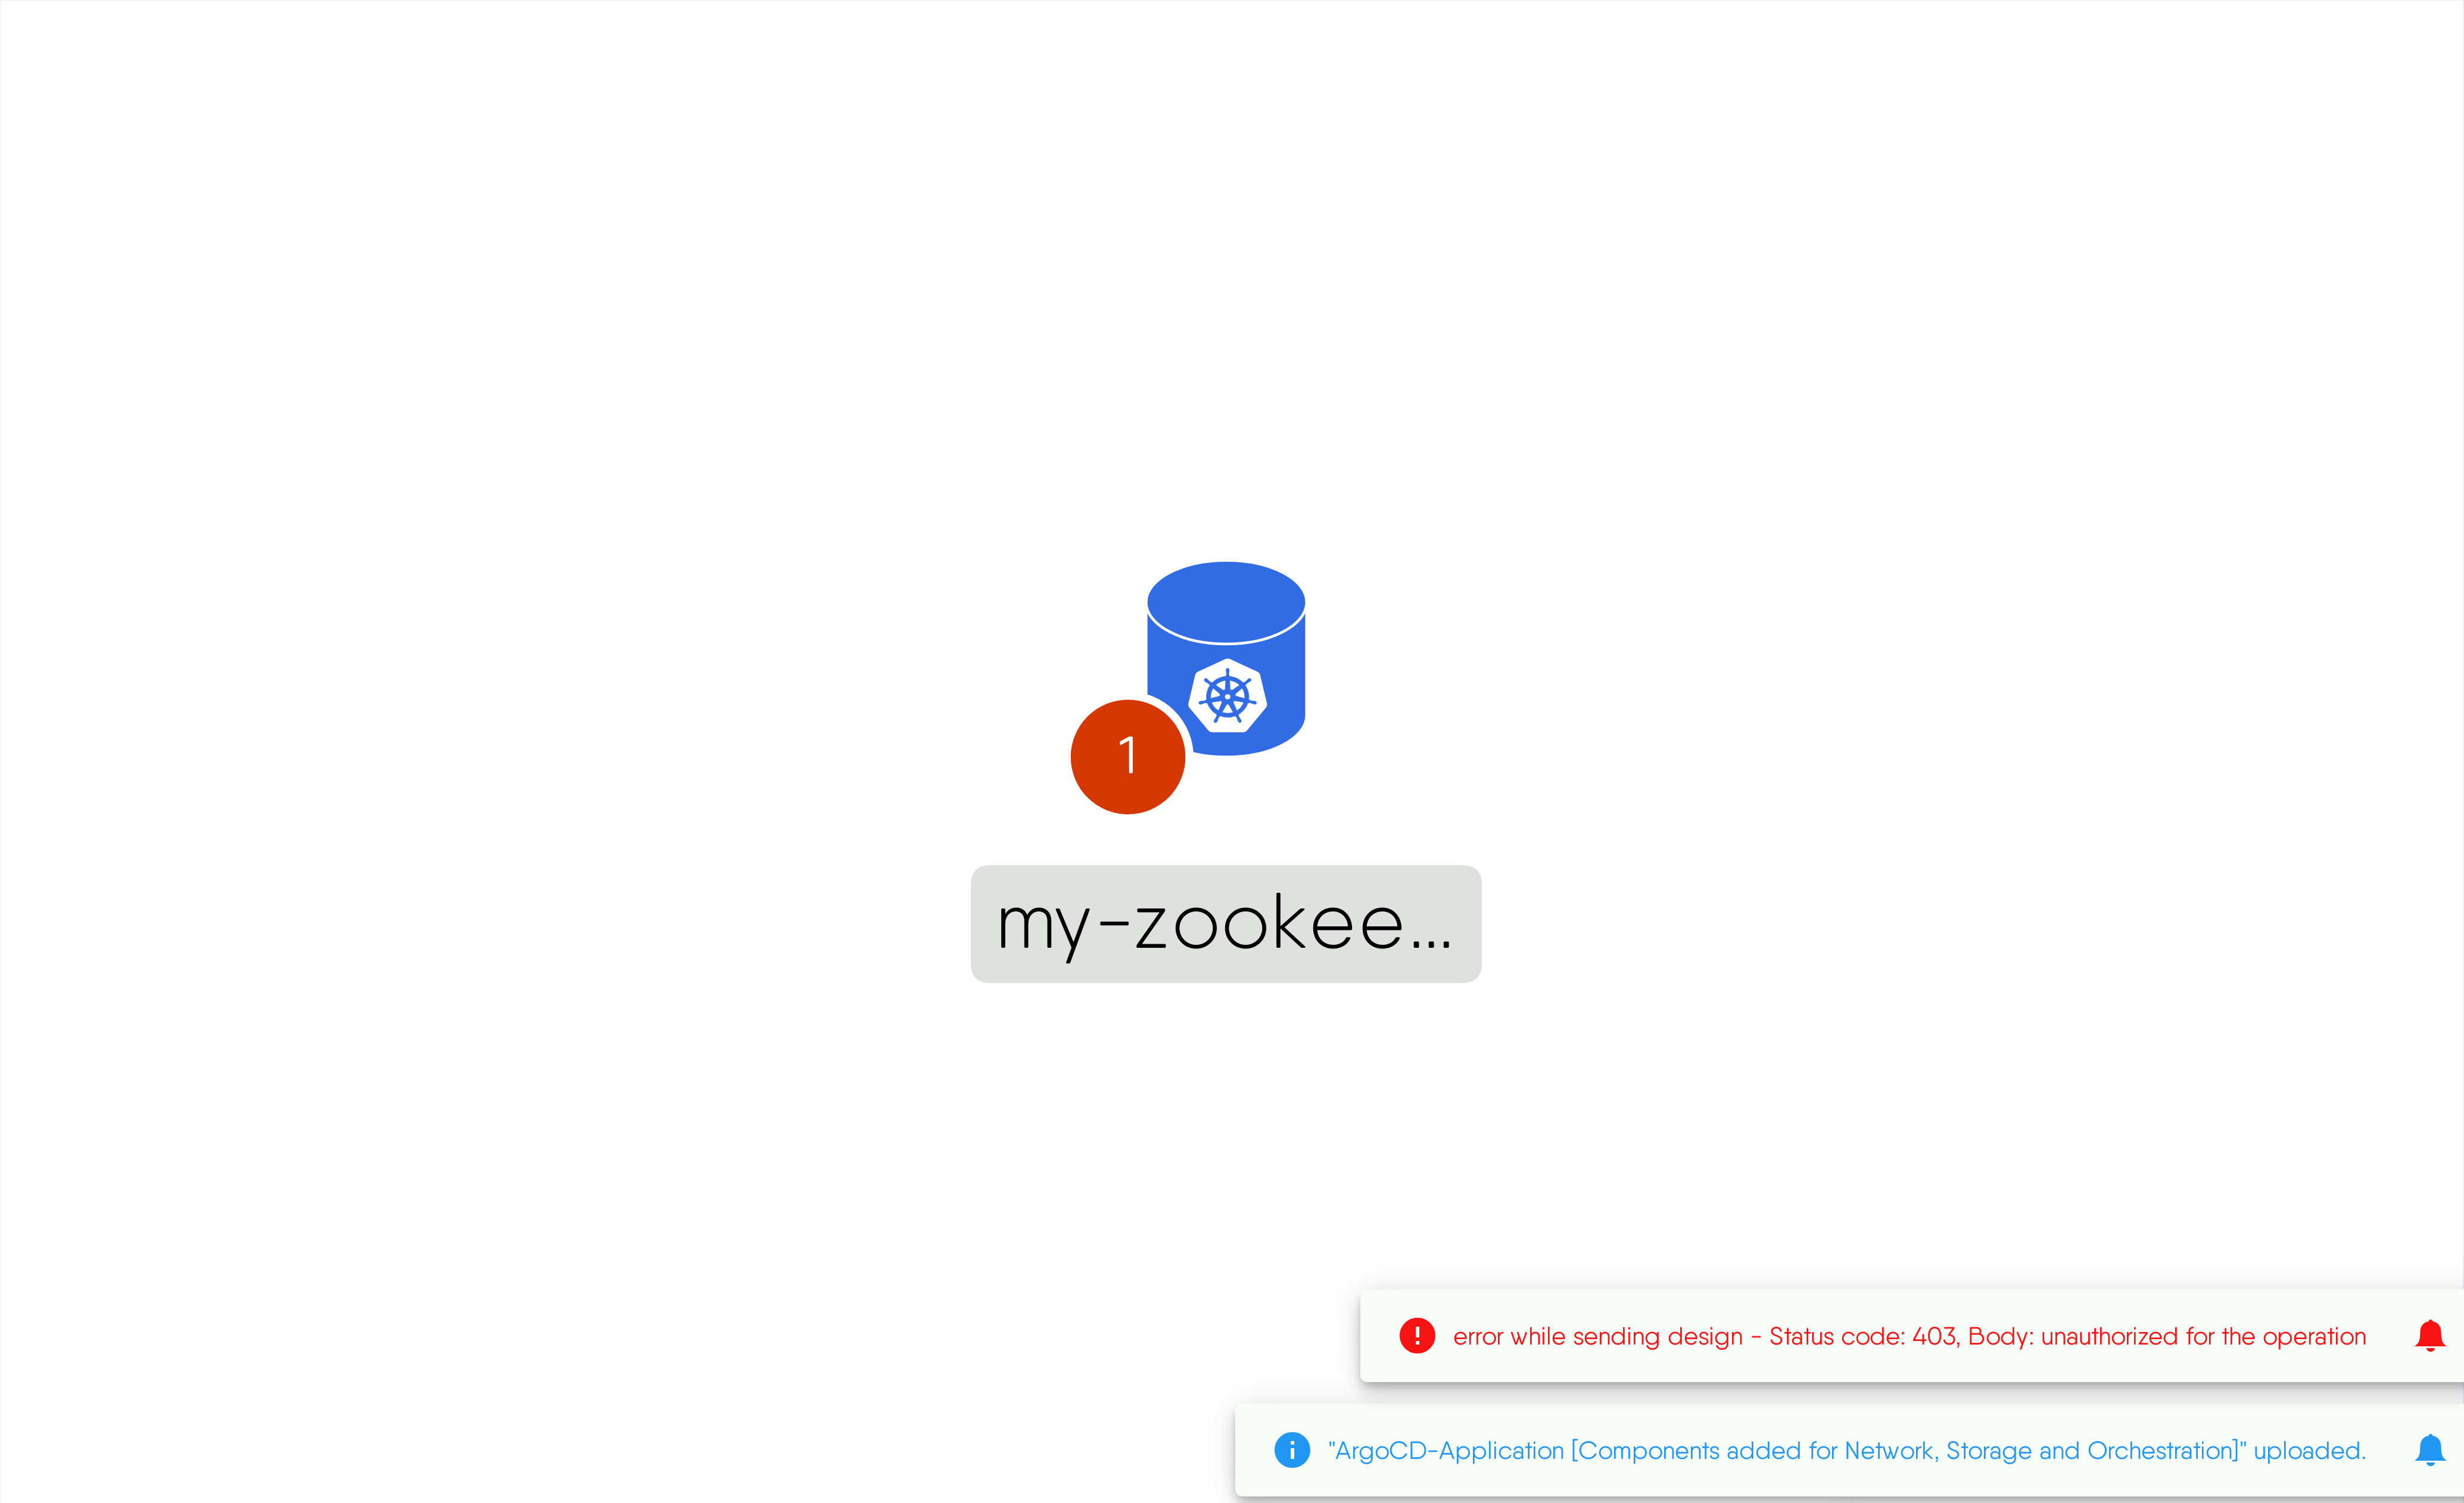 1
my-zookee...
error while sending design - Status code: 403, Body: unauthorized for the operation
"ArgoCD-Application [Components added for Network, Storage and Orchestration]" uploaded.